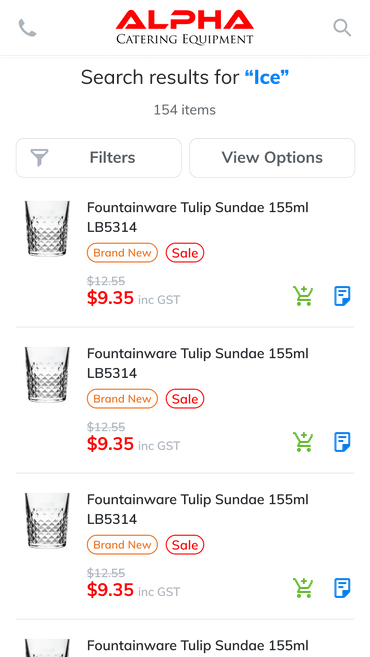 ALPHA
CATERING EQUIPMENT
Search results for “Ice”
154 items
Filters
View Options
Fountainware Tulip Sundae 155ml
LB5314
Brand New
Sale
$12.55
$9.35 inc GST
Fountainware Tulip Sundae 155ml
LB5314
Brand New
Sale
$12.55
$9.35 inc GST
Fountainware Tulip Sundae 155ml
LB5314
Brand New
Sale
$12.55
$9.35 inc GST
Fountainware Tulip Sundae 155ml